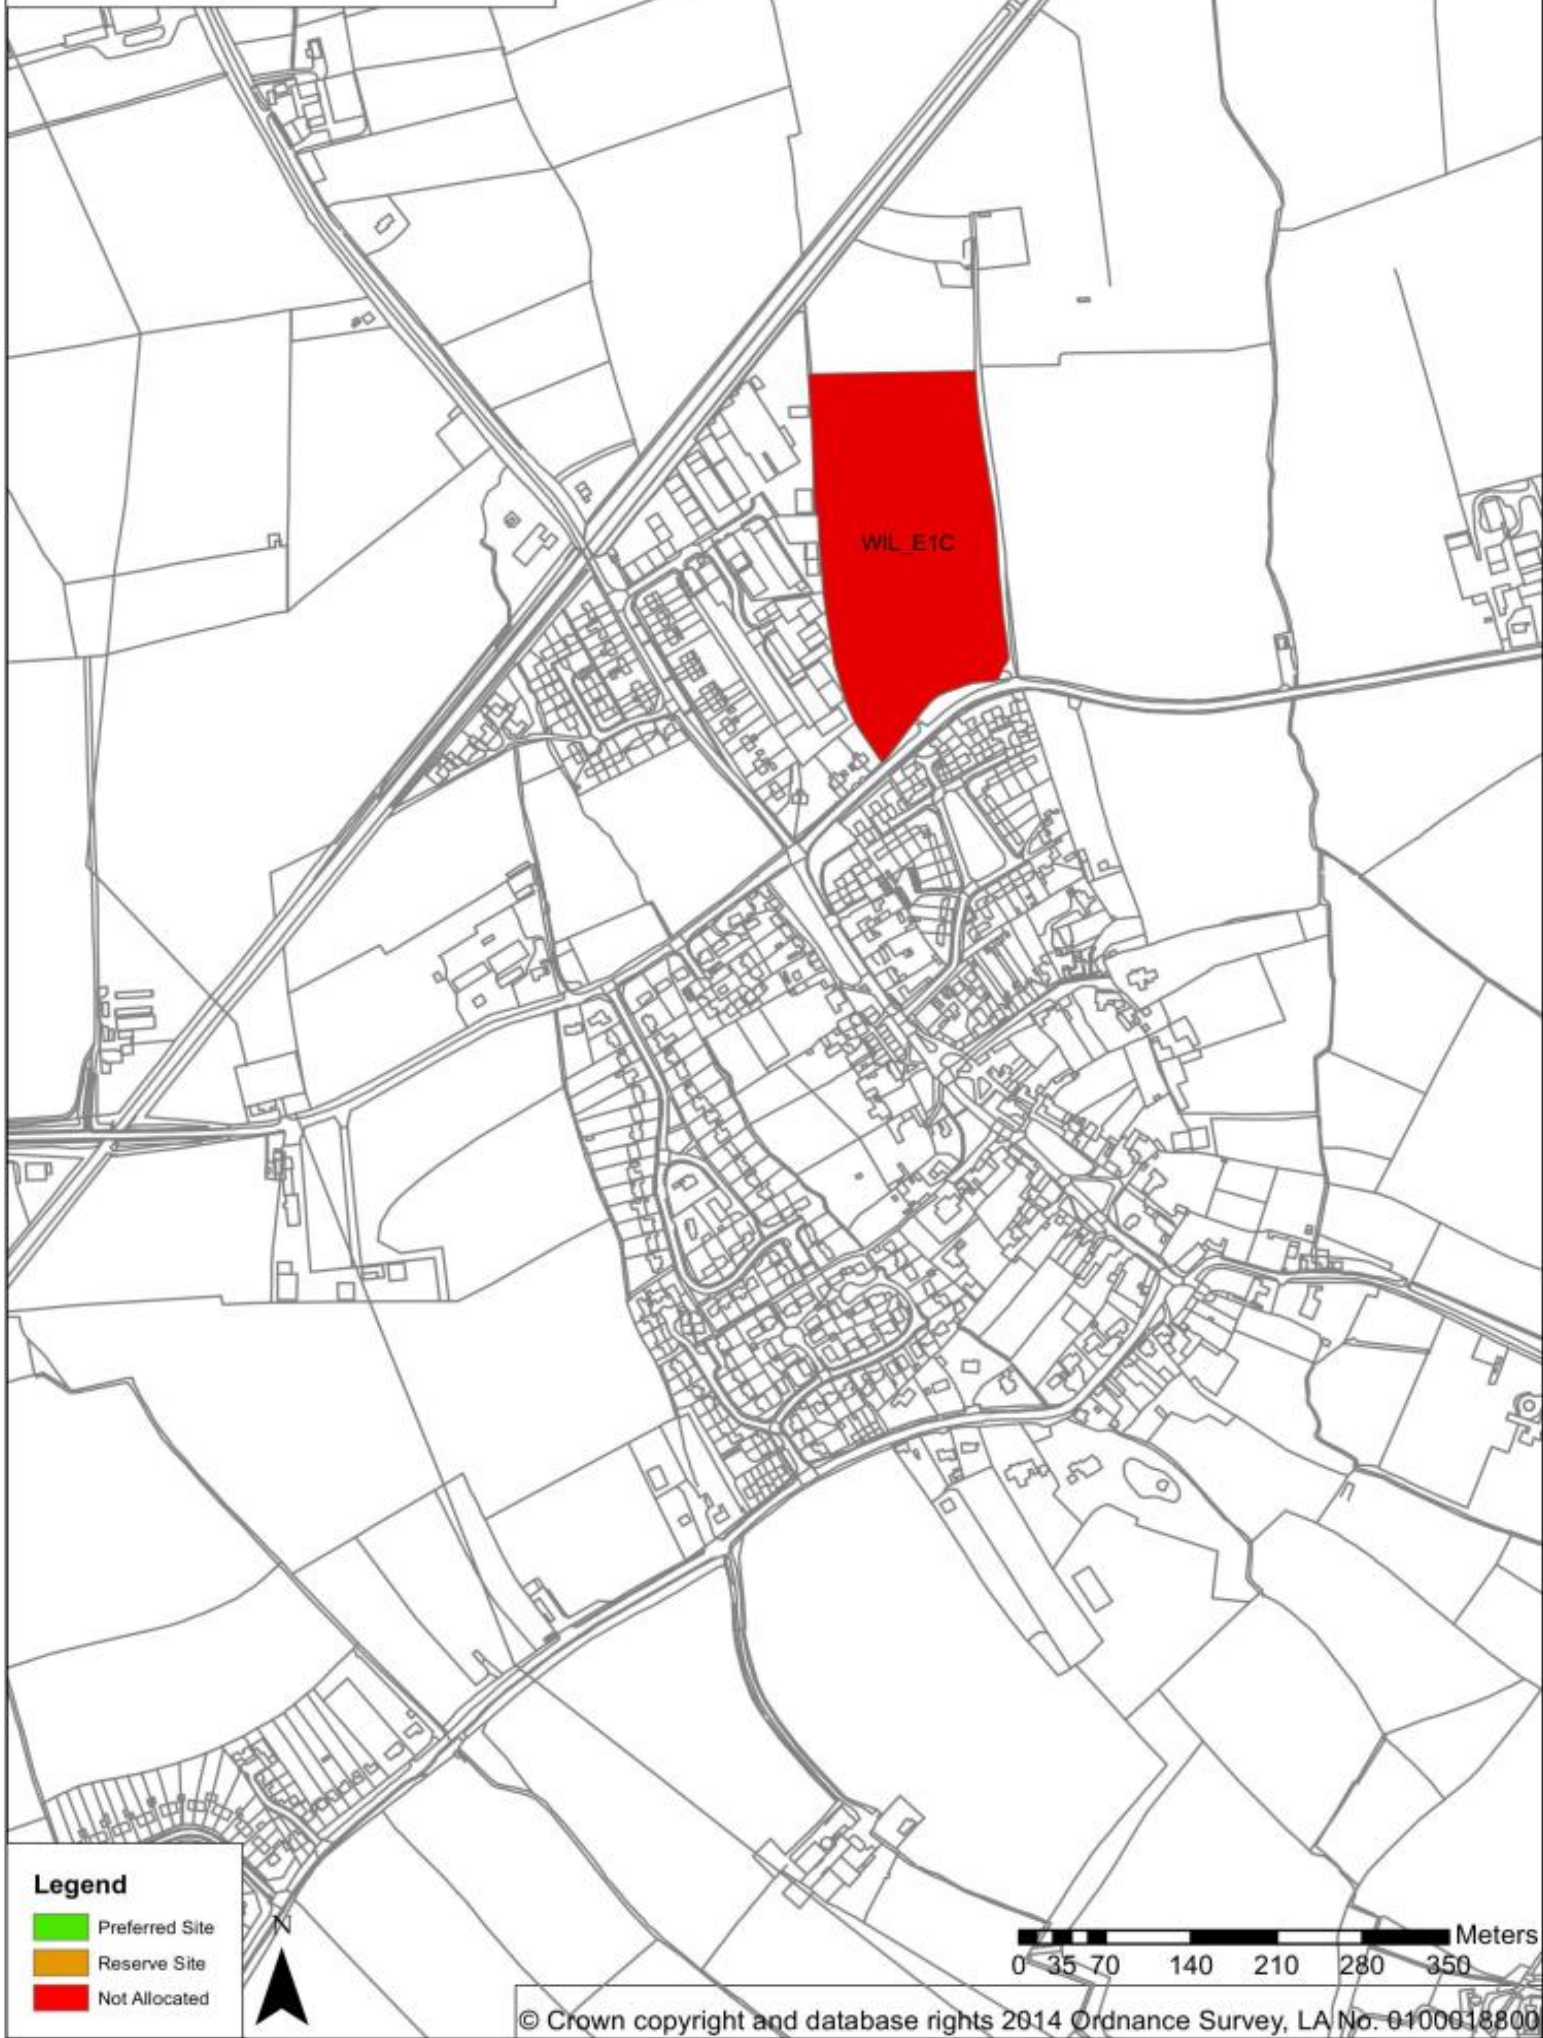 WIL_E1C
Legend
Preferred Site
Reserve Site
Not Allocated
N
Meters
0 35 70 140 210 280 350
© Crown copyright and database rights 2014 Ordnance Survey, LA No. 0100018800